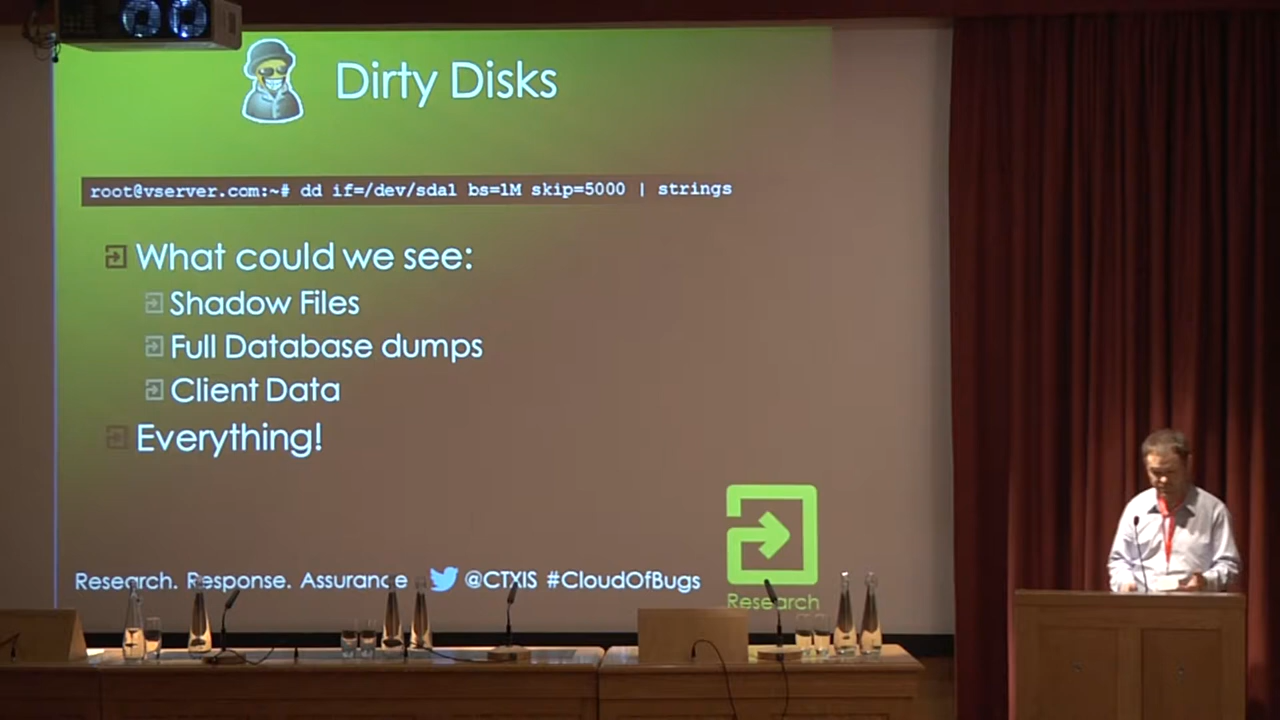 Dirty Disks
root@vserver.com:~# dd if=/dev/sda1 bs=1M skip=5000 | strings
What could we see:
Shadow Files
Full Database dumps
Client Data
Everything!
Research. Response. Assurance @CTXIS #CloudOfBugs
Research